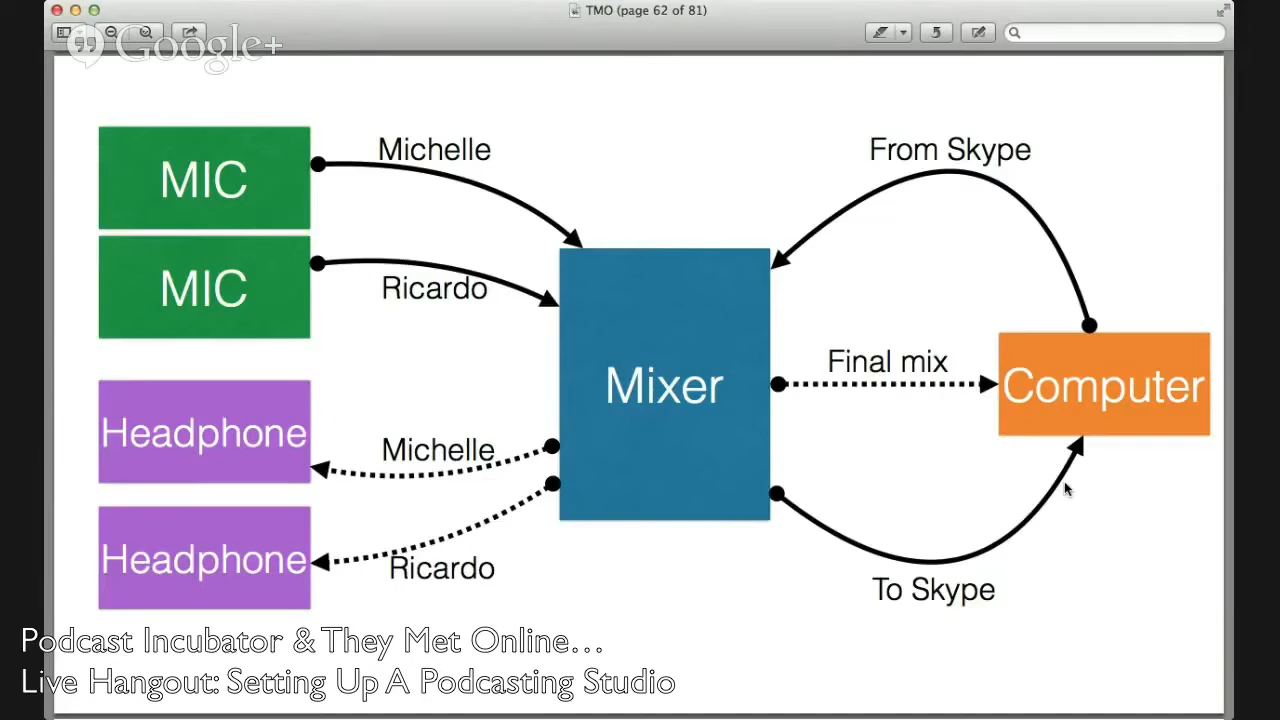 TMO (page 62 of 81)
Google+
Michelle
From Skype
MIC
Ricardo
MIC
Final mix
Mixer
Computer
Headphone
Michelle
Headphone
Ricardo
To Skype
Podcast Incubator & They Met Online...
Live Hangout: Setting Up A Podcasting Studio